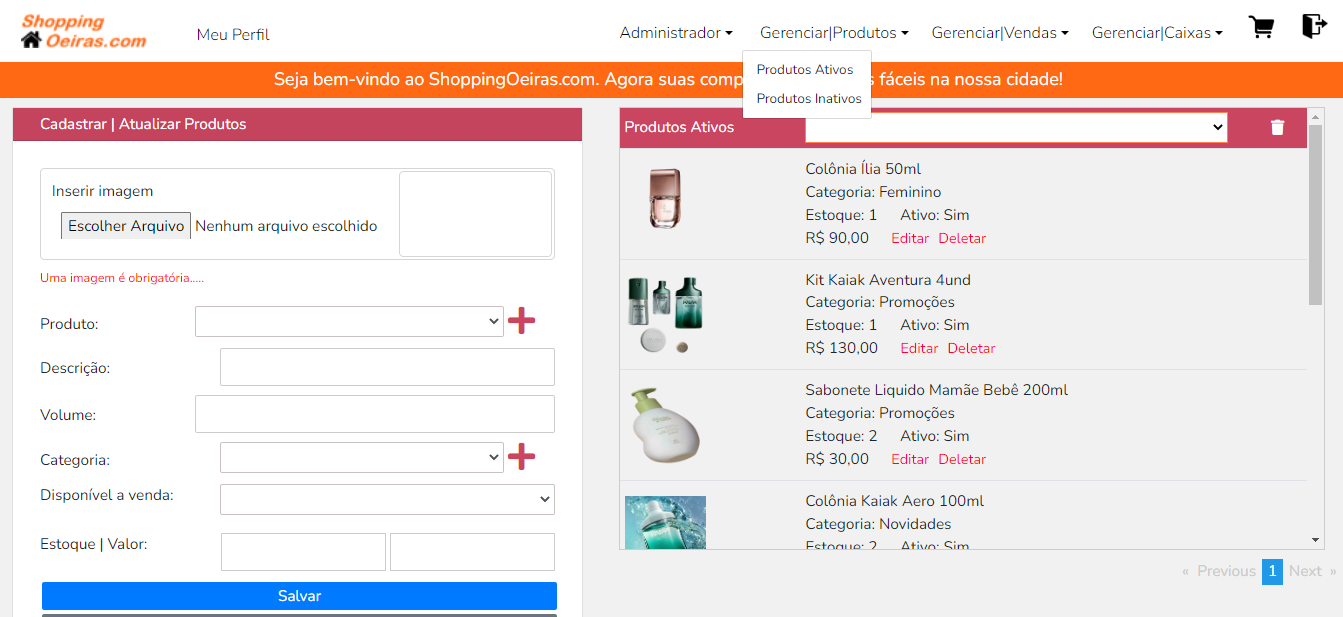 Shopping
Oeiras.com
Meu Perfil
Administrador
Gerenciar|Produtos
Gerenciar|Vendas
Gerenciar|Caixas
Produtos Ativos
Produtos Inativos
Seja bem-vindo ao ShoppingOeiras.com. Agora suas comp s fáceis na nossa cidade!
Cadastrar | Atualizar Produtos
Inserir imagem
Escolher Arquivo Nenhum arquivo escolhido
Uma imagem é obrigatória.....
Produto:
Descrição:
Volume:
Categoria:
Disponível a venda:
Estoque | Valor:
Salvar
Produtos Ativos
Colônia Ília 50ml
Categoria: Feminino
Estoque: 1 Ativo: Sim
R$ 90,00 Editar Deletar
Kit Kaiak Aventura 4und
Categoria: Promoções
Estoque: 1 Ativo: Sim
R$ 130,00 Editar Deletar
Sabonete Liquido Mamãe Bebê 200ml
Categoria: Promoções
Estoque: 2 Ativo: Sim
R$ 30,00 Editar Deletar
Colônia Kaiak Aero 100ml
Categoria: Novidades
Estoque: 2 Ativo: Sim
« Previous 1 Next »